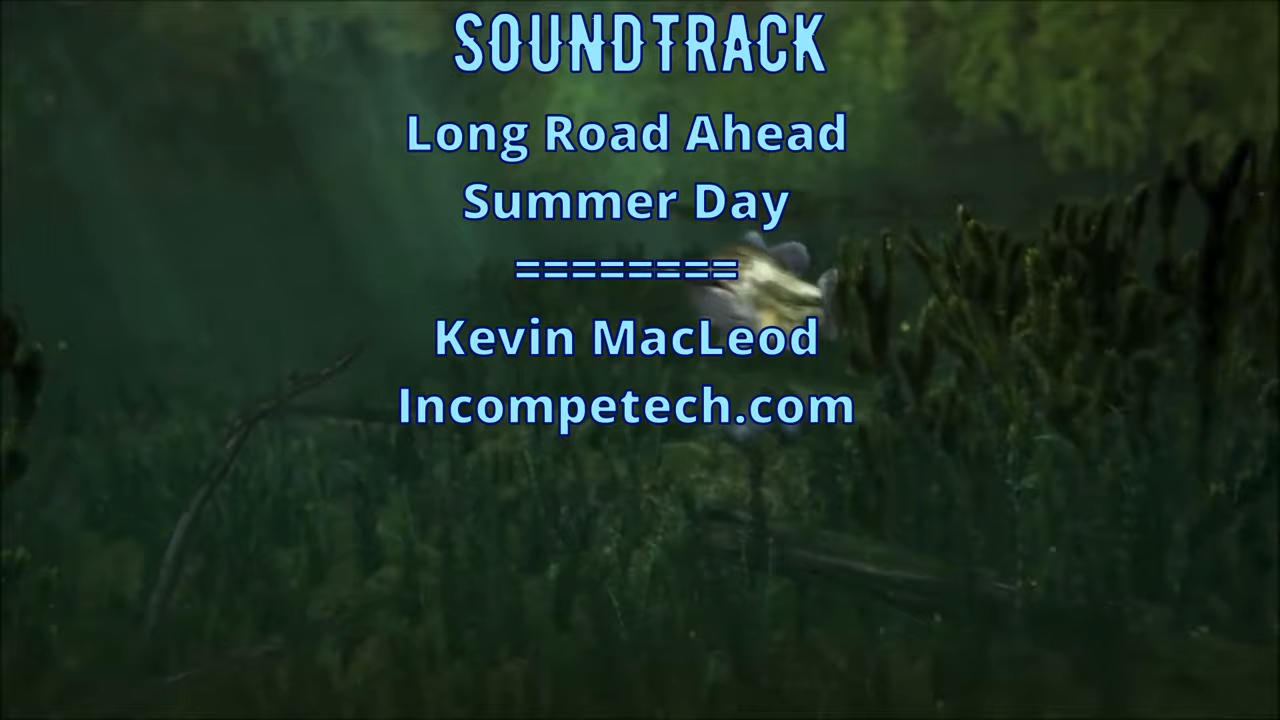 SOUNDTRACK
Long Road Ahead
Summer Day
========
Kevin MacLeod
Incompetech.com